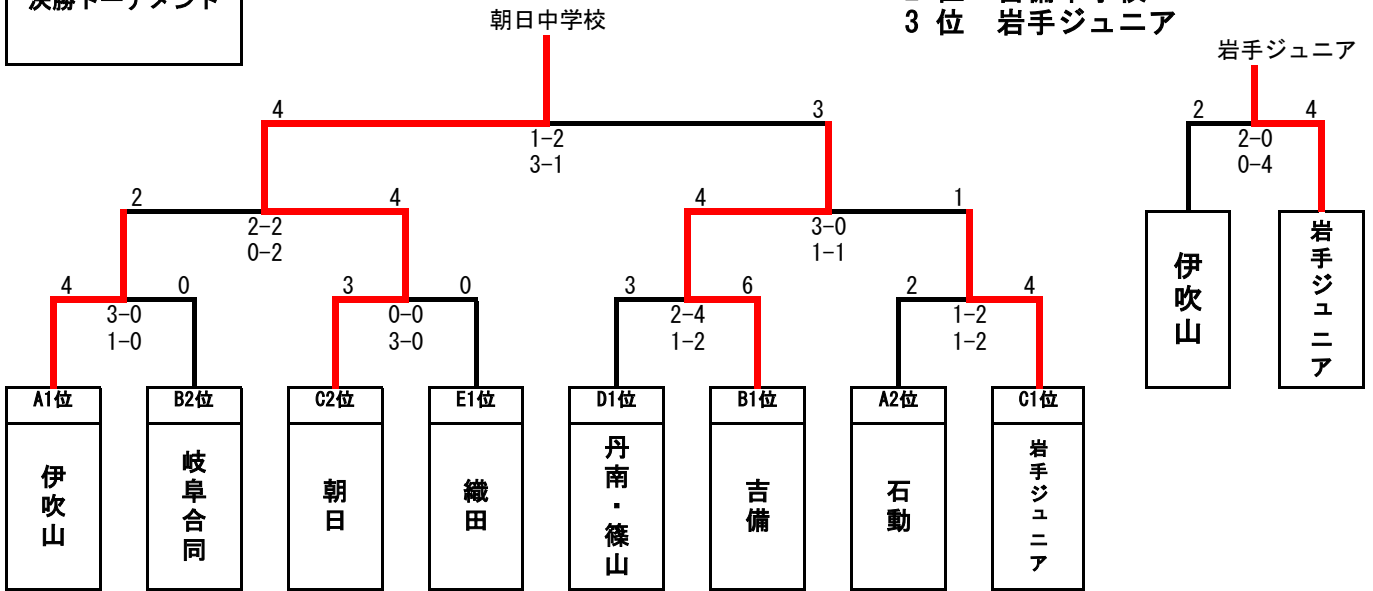 決勝トーナメント
朝日中学校
3 位 岩手ジュニア
岩手ジュニア
4 3
1-2
3-1
2 4
2-0
0-4
2 4
2-2
0-2
4 1
3-0
1-1
4 0
3-0
1-0
3 0
0-0
3-0
3 6
2-4
1-2
2 4
1-2
1-2
伊吹山
岩手ジュニア
A1位
B2位
C2位
E1位
D1位
B1位
A2位
C1位
伊吹山
岐阜合同
朝日
織田
丹南・篠山
吉備
石動
岩手ジュニア